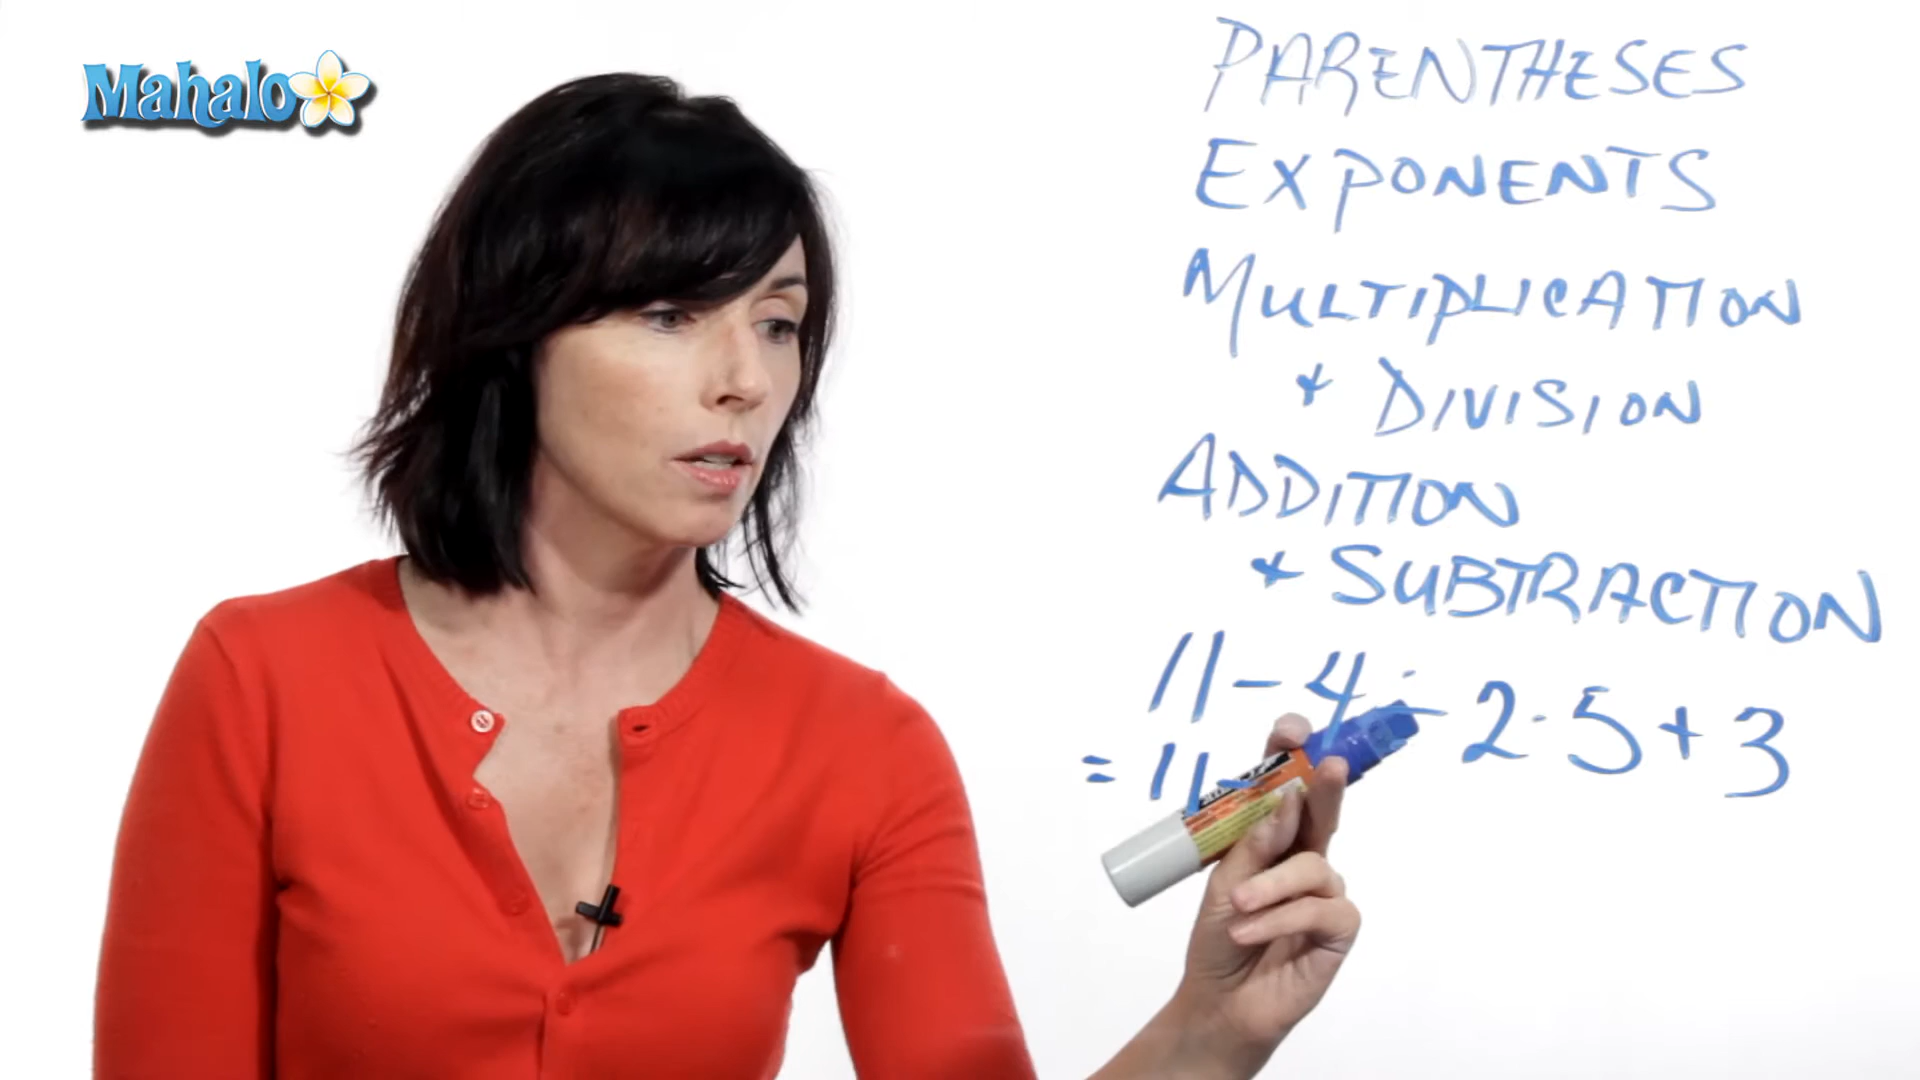 Mahalo
PARENTHESES
EXPONENTS
MULTIPLICATION
+ DIVISION
ADDITION
+ SUBTRACTION
11 - 4 ÷ 2 · 5 + 3
= 11 -